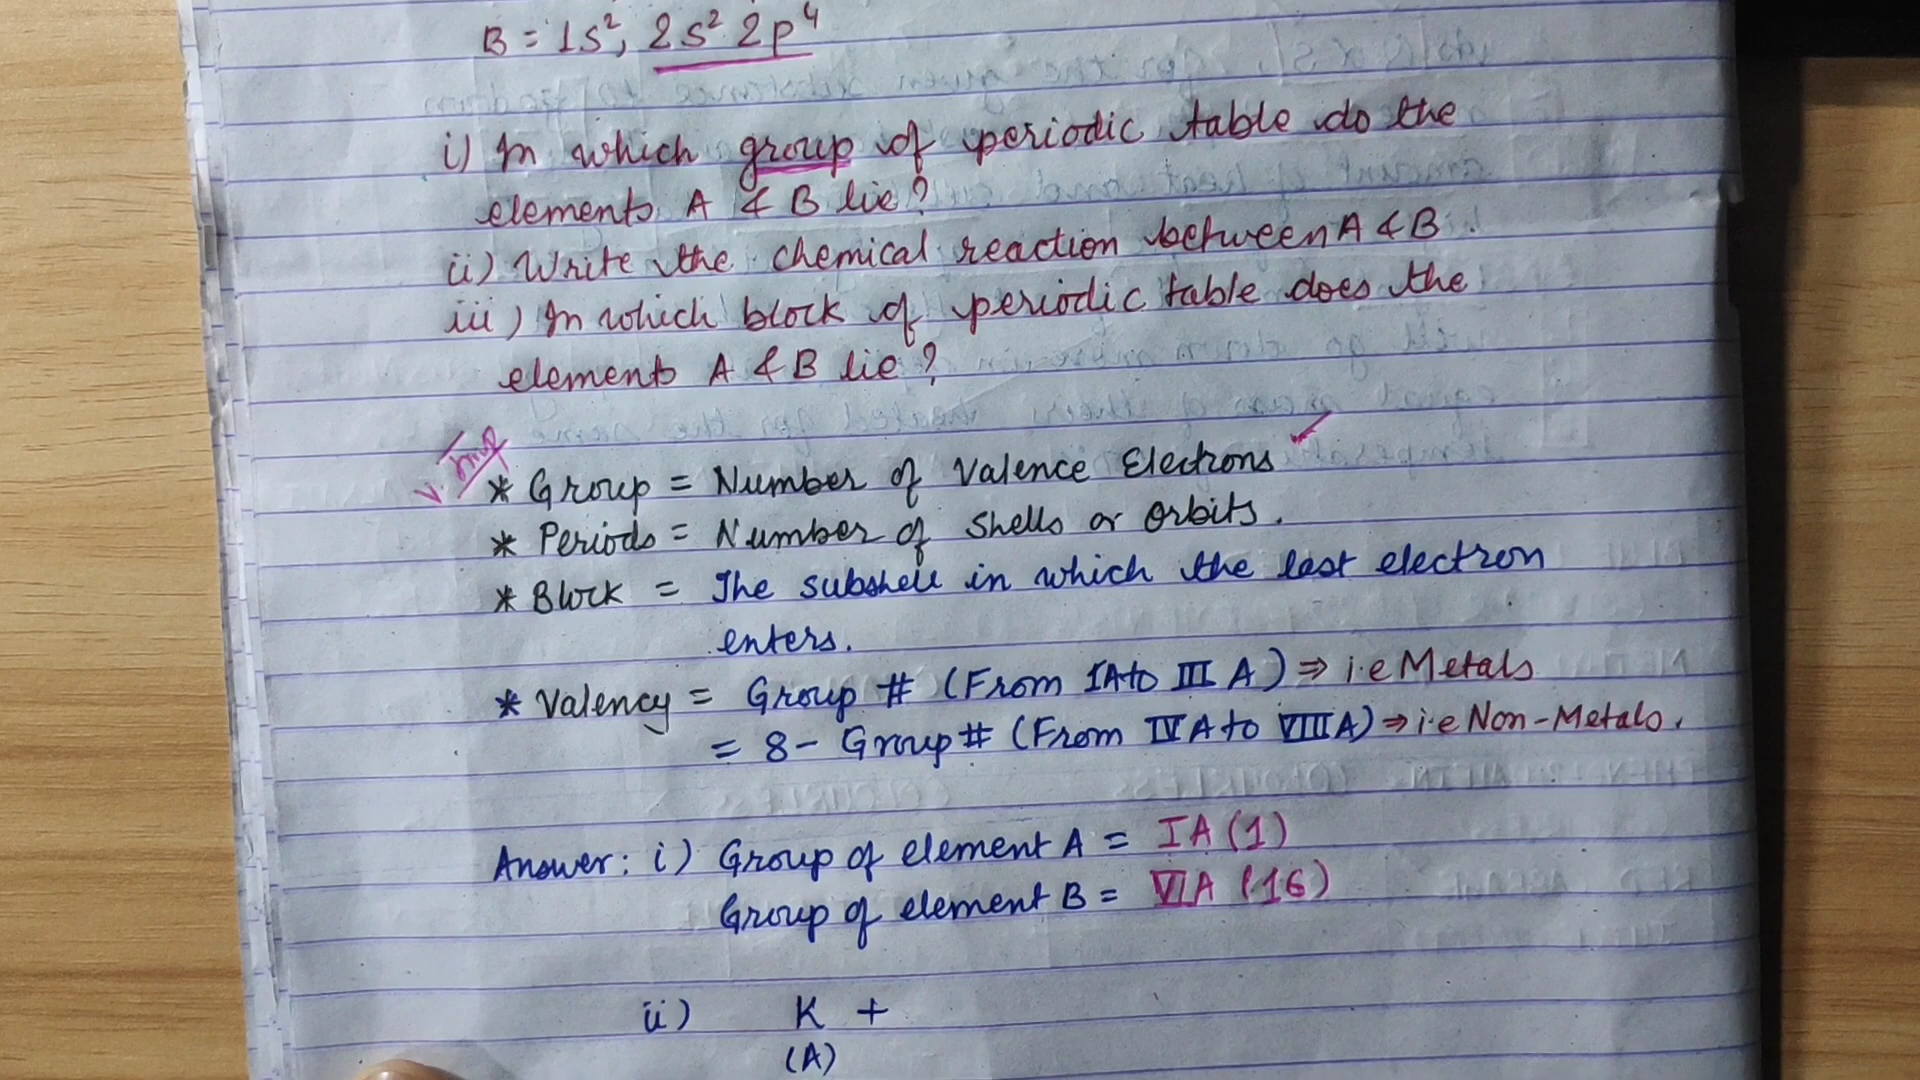 B = 1s², 2s² 2p⁴
i) In which group of periodic table do the
elements A & B lie?
ii) Write the chemical reaction between A & B.
iii) In which block of periodic table does the
elements A & B lie?
V. Imp
* Group = Number of Valence Electrons ✓
* Periods = Number of Shells or Orbits.
* Block = The subshell in which the last electron
enters.
* Valency = Group # (From IA to III A) ⇒ i.e Metals
= 8 - Group # (From IV A to VIII A) ⇒ i.e Non-Metals.
Answer: i) Group of element A = IA (1)
Group of element B = VIA (16)
ii) K +
(A)